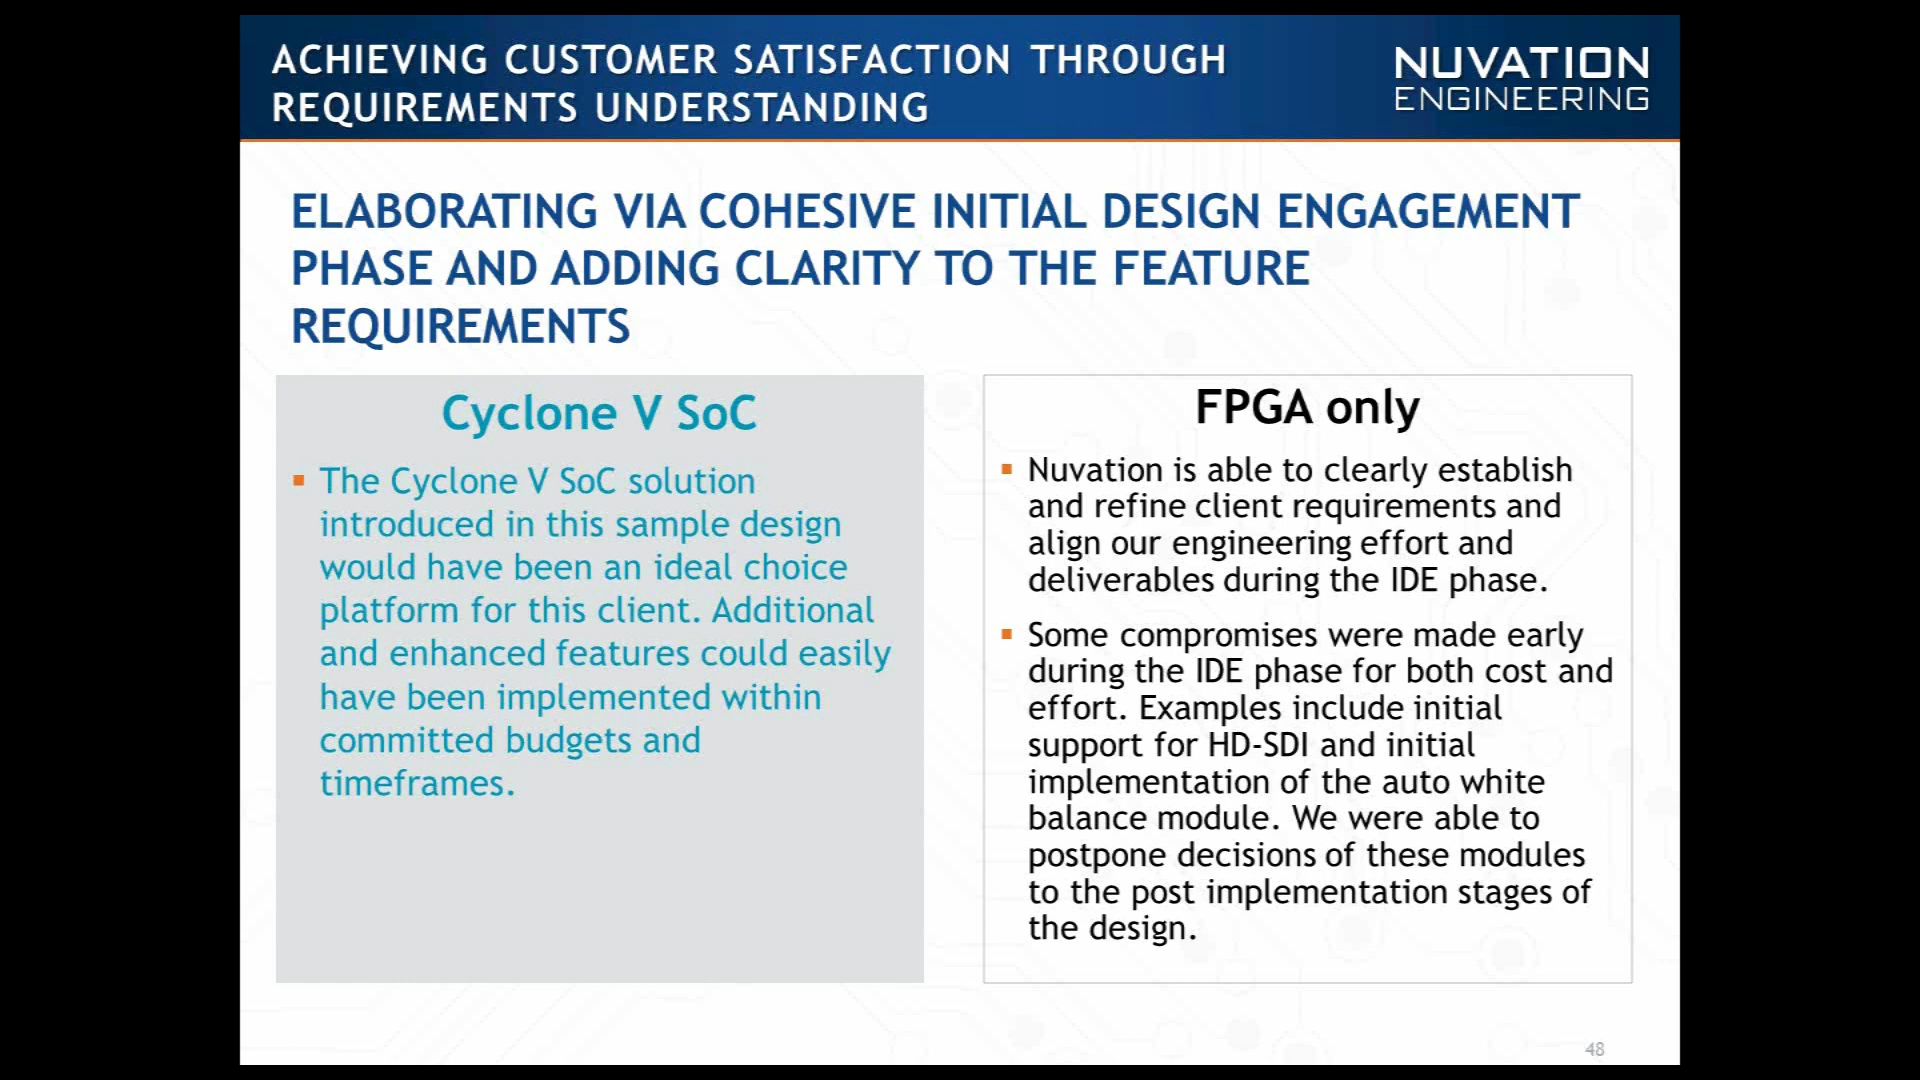 ACHIEVING CUSTOMER SATISFACTION THROUGH
REQUIREMENTS UNDERSTANDING
NUVATION
ENGINEERING
ELABORATING VIA COHESIVE INITIAL DESIGN ENGAGEMENT
PHASE AND ADDING CLARITY TO THE FEATURE
REQUIREMENTS
Cyclone V SoC
▪ The Cyclone V SoC solution
introduced in this sample design
would have been an ideal choice
platform for this client. Additional
and enhanced features could easily
have been implemented within
committed budgets and
timeframes.
FPGA only
▪ Nuvation is able to clearly establish
and refine client requirements and
align our engineering effort and
deliverables during the IDE phase.
▪ Some compromises were made early
during the IDE phase for both cost and
effort. Examples include initial
support for HD-SDI and initial
implementation of the auto white
balance module. We were able to
postpone decisions of these modules
to the post implementation stages of
the design.
48